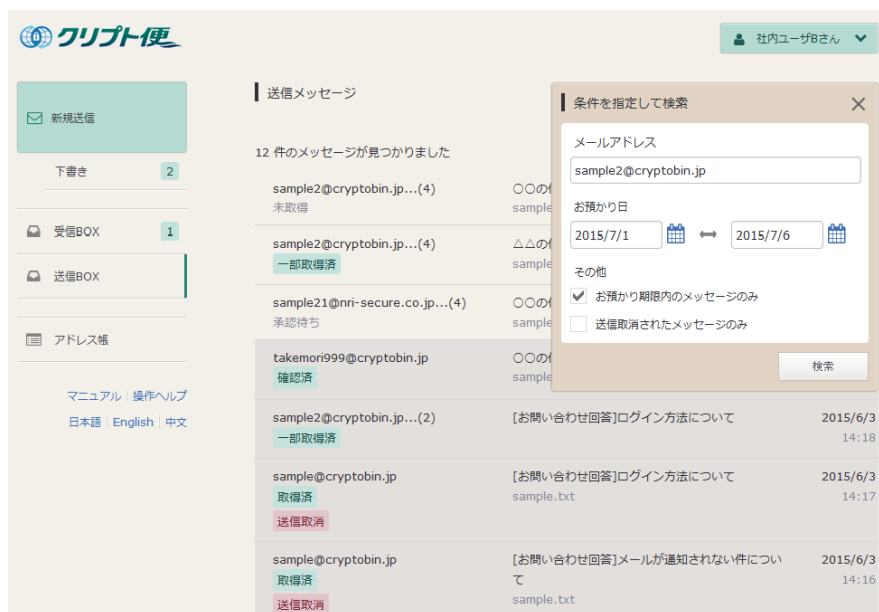 クリプト便
社内ユーザBさん
新規送信
下書き 2
受信BOX 1
送信BOX
アドレス帳
マニュアル 操作ヘルプ
日本語 English 中文
送信メッセージ
12 件のメッセージが見つかりました
sample2@cryptobin.jp...(4) 〇〇の
未取得 sample
sample2@cryptobin.jp...(4) △△の
一部取得済 sample
sample21@nri-secure.co.jp...(4) 〇〇の
承認待ち sample
takemori999@cryptobin.jp 〇〇の
確認済 sample
sample2@cryptobin.jp...(2) [お問い合わせ回答]ログイン方法について 2015/6/3
一部取得済 14:18
sample@cryptobin.jp [お問い合わせ回答]ログイン方法について 2015/6/3
取得済 sample.txt 14:17
送信取消
sample@cryptobin.jp [お問い合わせ回答]メールが通知されない件につい 2015/6/3
取得済 て 14:16
送信取消 sample.txt
条件を指定して検索
メールアドレス
sample2@cryptobin.jp
お預かり日
2015/7/1 2015/7/6
その他
お預かり期限内のメッセージのみ
送信取消されたメッセージのみ
検索